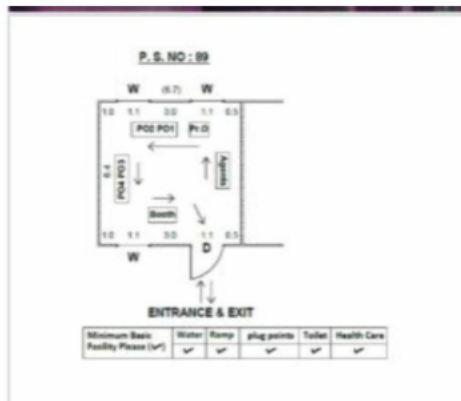 P. S. NO : 89
W (6.7) W
1.0 1.1 3.0 1.1 0.5
PO2 PO1 Pr.O
6.4
PO4 PO3
Agents
Booth
1.0 1.1 3.0 1.1 0.5
W D
ENTRANCE & EXIT
Minimum Basic Water Ramp plug points Toilet Health Care
Facility Please (✓) ✓ ✓ ✓ ✓ ✓